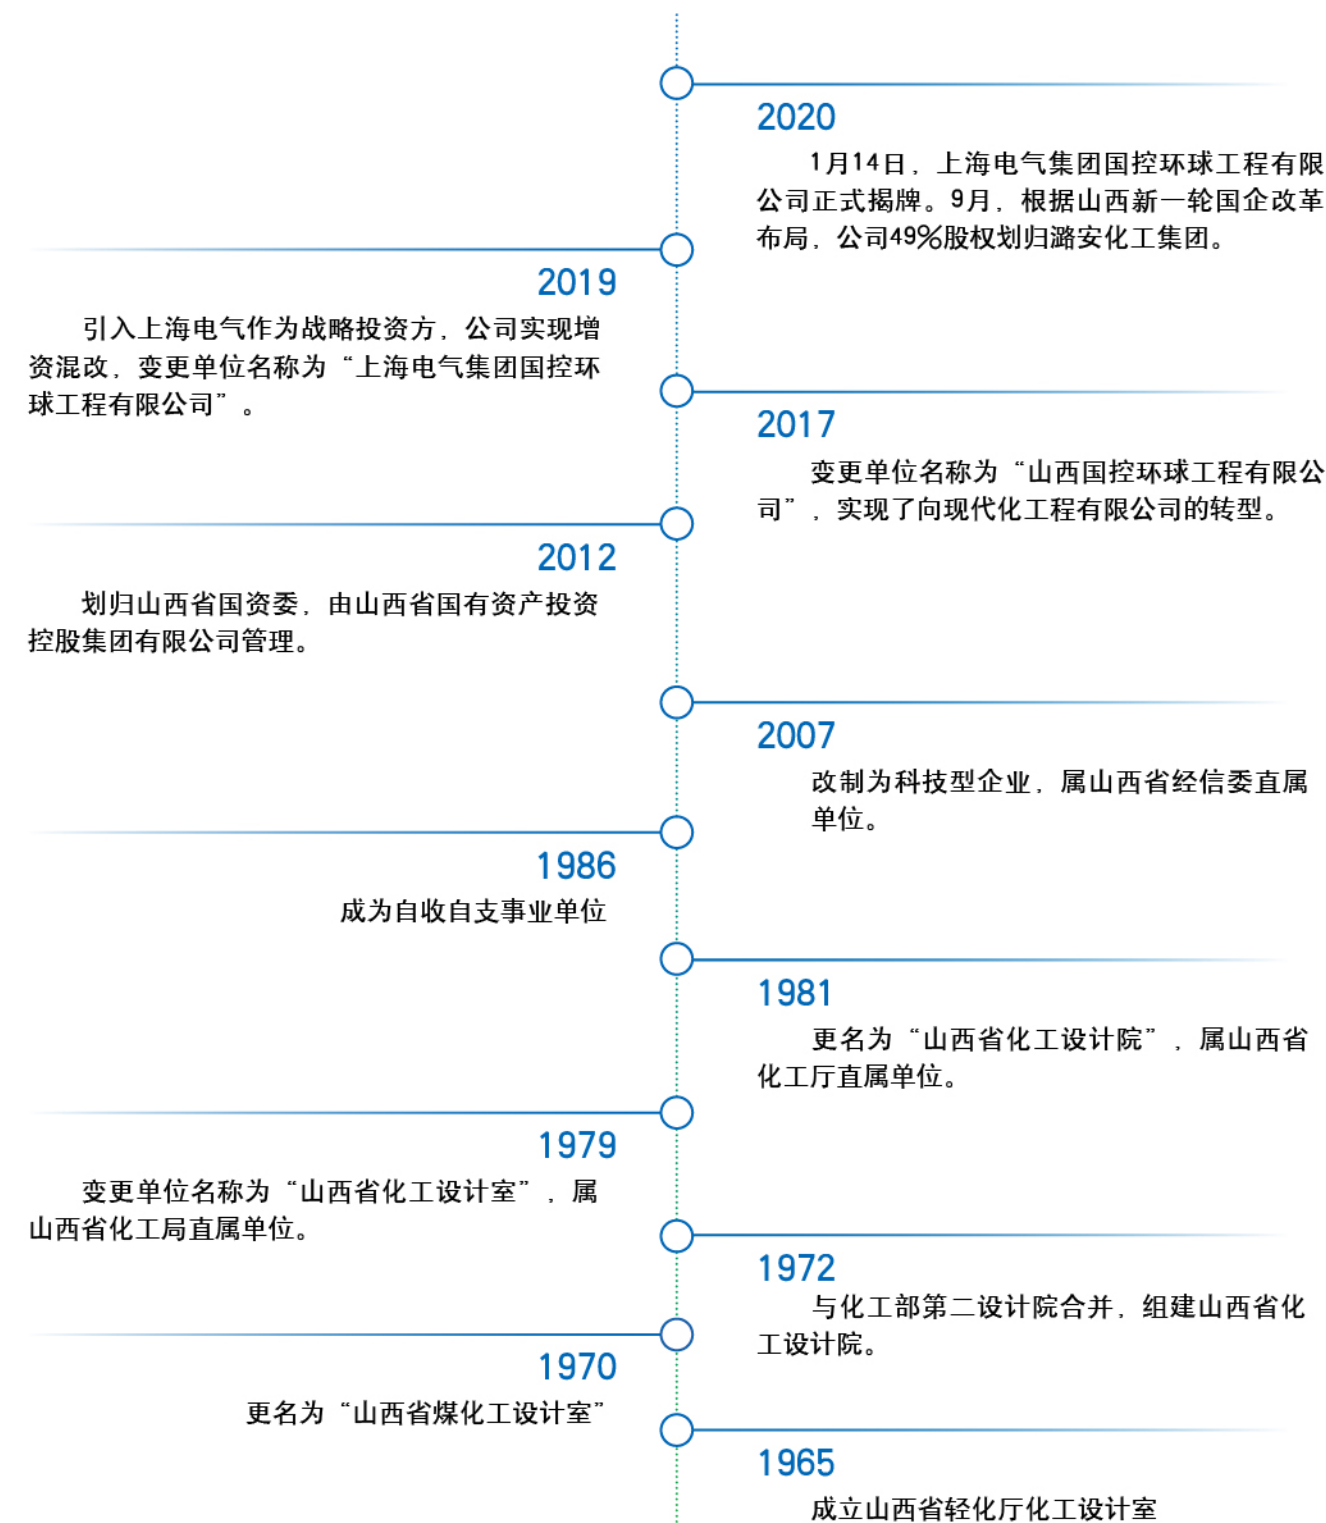 2020
1月14日，上海电气集团国控环球工程有限
公司正式揭牌。9月，根据山西新一轮国企改革
布局，公司49%股权划归潞安化工集团。
2019
引入上海电气作为战略投资方，公司实现增
资混改，变更单位名称为“上海电气集团国控环
球工程有限公司”。
2017
变更单位名称为“山西国控环球工程有限公
司”，实现了向现代化工程有限公司的转型。
2012
划归山西省国资委，由山西省国有资产投资
控股集团有限公司管理。
2007
改制为科技型企业，属山西省经信委直属
单位。
1986
成为自收自支事业单位
1981
更名为“山西省化工设计院”，属山西省
化工厅直属单位。
1979
变更单位名称为“山西省化工设计室”，属
山西省化工局直属单位。
1972
与化工部第二设计院合并，组建山西省化
工设计院。
1970
更名为“山西省煤化工设计室”
1965
成立山西省轻化厅化工设计室